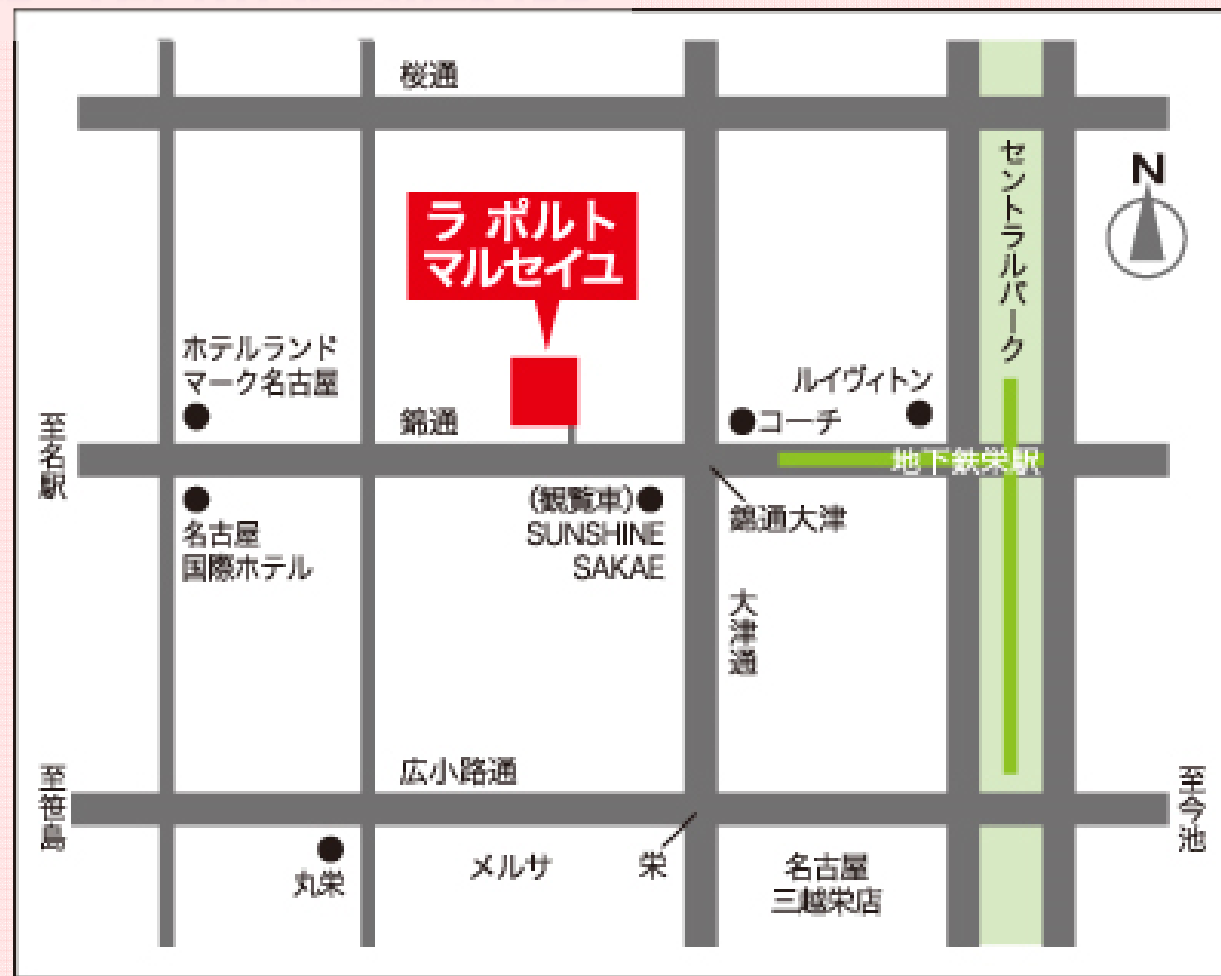 桜通
セントラルパーク
N
ラ ポルト
マルセイユ
ホテルランド
マーク名古屋
ルイヴィトン
コーチ
至名駅
錦通
地下鉄栄駅
名古屋
国際ホテル
(観覧車)
SUNSHINE
SAKAE
錦通大津
大津通
広小路通
至笹島
至今池
丸栄
メルサ
栄
名古屋
三越栄店